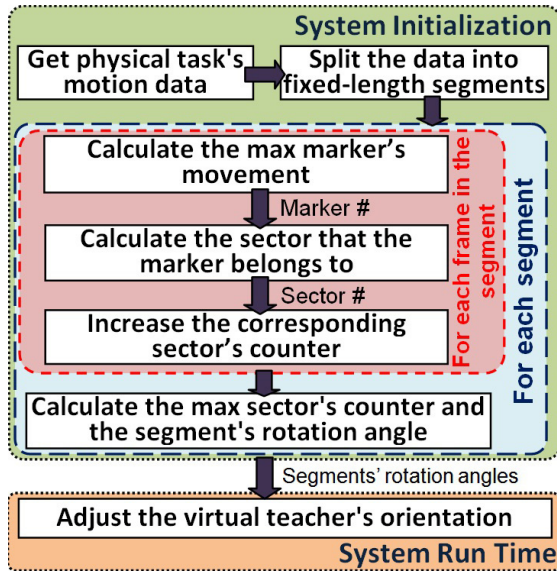 System Initialization
Get physical task's
motion data
Split the data into
fixed-length segments
Calculate the max marker’s
movement
Marker #
Calculate the sector that the
marker belongs to
Sector #
Increase the corresponding
sector’s counter
For each frame in the
segment
For each segment
Calculate the max sector's counter and
the segment's rotation angle
Segments’ rotation angles
Adjust the virtual teacher's orientation
System Run Time